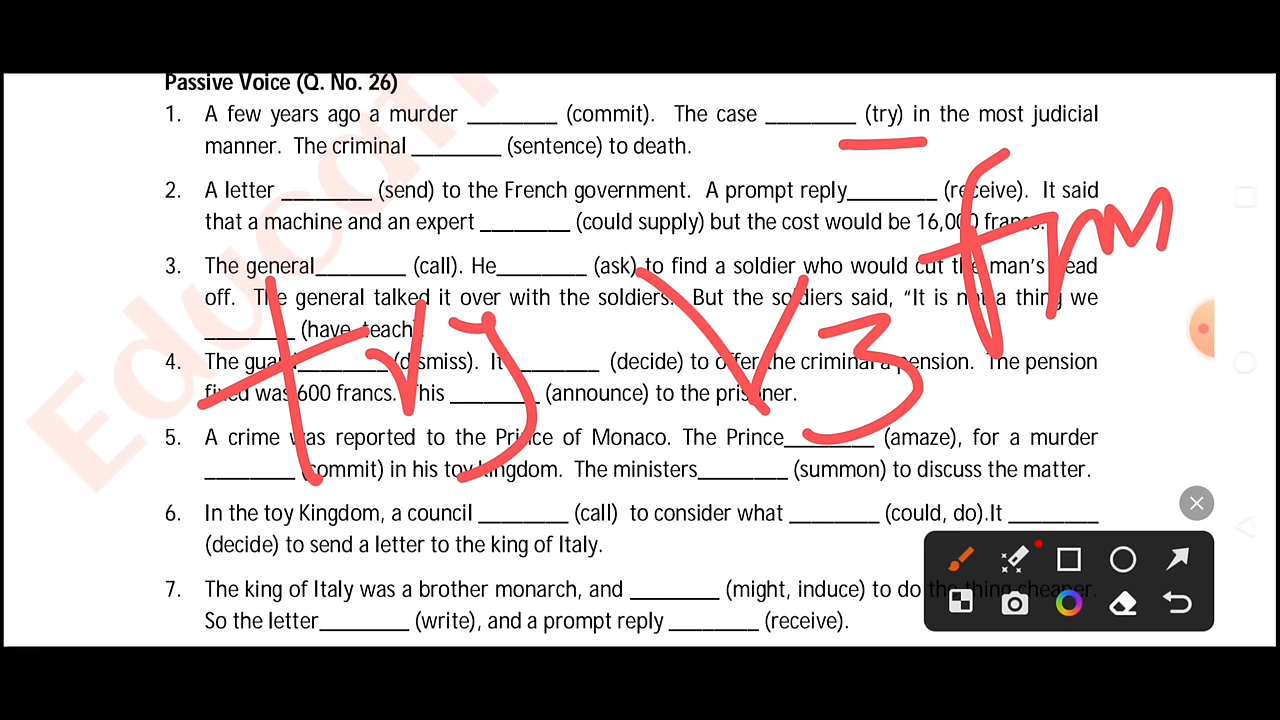 Passive Voice (Q. No. 26)
1. A few years ago a murder ________ (commit). The case ________ (try) in the most judicial
manner. The criminal ________ (sentence) to death.
2. A letter ________ (send) to the French government. A prompt reply________ (receive). It said
that a machine and an expert ________ (could supply) but the cost would be 16,000 francs.
3. The general________ (call). He________ (ask) to find a soldier who would cut the man's head
off. The general talked it over with the soldiers. But the soldiers said, “It is not a thing we
________ (have, teach)
4. The ________ (dismiss). It ________ (decide) to offer the criminal a pension. The pension
fixed was 600 francs. This ________ (announce) to the prisoner.
5. A crime was reported to the Prince of Monaco. The Prince________ (amaze), for a murder
________ (commit) in his toy kingdom. The ministers________ (summon) to discuss the matter.
6. In the toy Kingdom, a council ________ (call) to consider what ________ (could, do).It ________
(decide) to send a letter to the king of Italy.
7. The king of Italy was a brother monarch, and ________ (might, induce) to do the thing cheaper.
So the letter________ (write), and a prompt reply ________ (receive).
try V3 frm
Educan